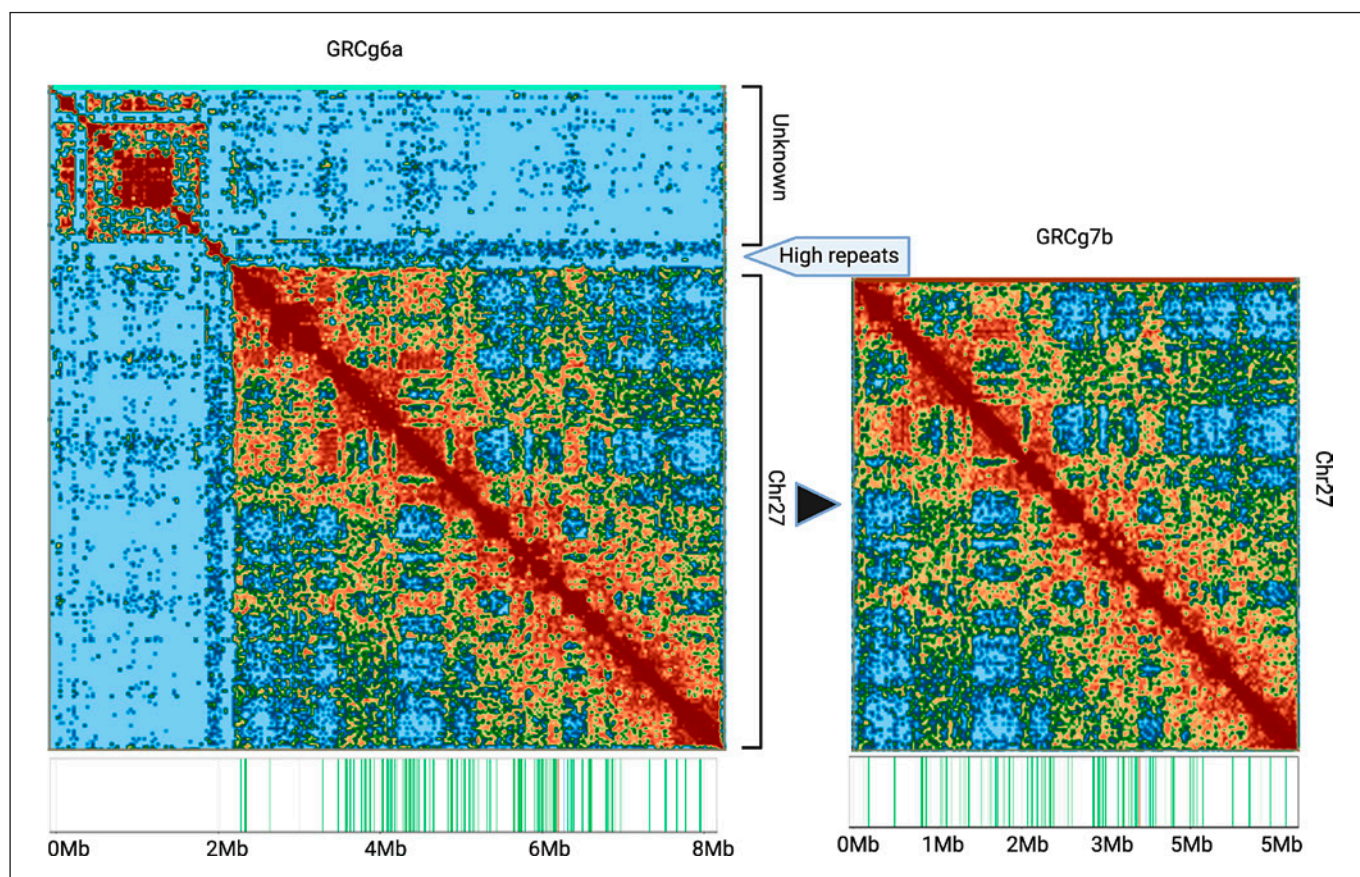 GRCg6a
Unknown
High repeats
GRCg7b
Chr27
Chr27
0Mb 2Mb 4Mb 6Mb 8Mb
0Mb 1Mb 2Mb 3Mb 5Mb 5Mb